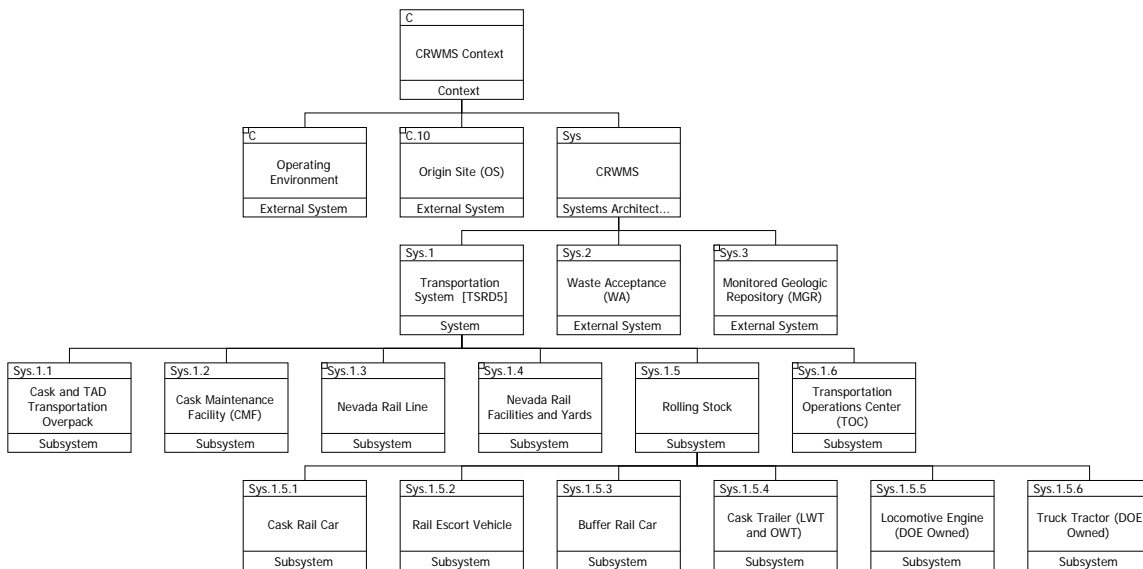 C
CRWMS Context
Context
C
Operating
Environment
External System
C.10
Origin Site (OS)
External System
Sys
CRWMS
Systems Architect...
Sys.1
Transportation
System [TSRD5]
System
Sys.2
Waste Acceptance
(WA)
External System
Sys.3
Monitored Geologic
Repository (MGR)
External System
Sys.1.1
Cask and TAD
Transportation
Overpack
Subsystem
Sys.1.2
Cask Maintenance
Facility (CMF)
Subsystem
Sys.1.3
Nevada Rail Line
Subsystem
Sys.1.4
Nevada Rail
Facilities and Yards
Subsystem
Sys.1.5
Rolling Stock
Subsystem
Sys.1.6
Transportation
Operations Center
(TOC)
Subsystem
Sys.1.5.1
Cask Rail Car
Subsystem
Sys.1.5.2
Rail Escort Vehicle
Subsystem
Sys.1.5.3
Buffer Rail Car
Subsystem
Sys.1.5.4
Cask Trailer (LWT
and OWT)
Subsystem
Sys.1.5.5
Locomotive Engine
(DOE Owned)
Subsystem
Sys.1.5.6
Truck Tractor (DOE
Owned)
Subsystem